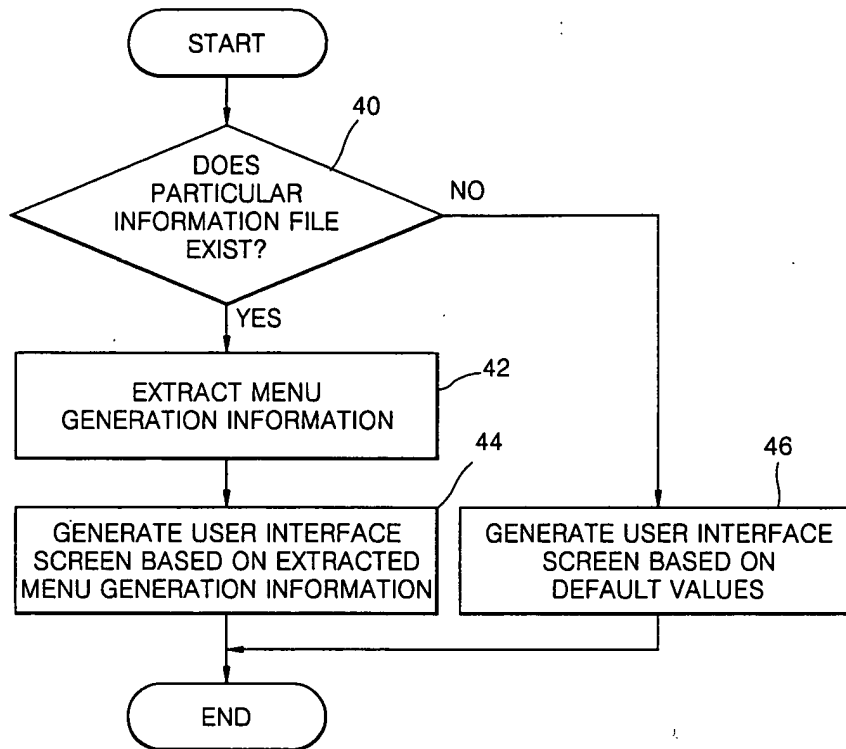 START
40
DOES
PARTICULAR
INFORMATION FILE
EXIST?
NO
YES
42
EXTRACT MENU
GENERATION INFORMATION
44
GENERATE USER INTERFACE
SCREEN BASED ON EXTRACTED
MENU GENERATION INFORMATION
46
GENERATE USER INTERFACE
SCREEN BASED ON
DEFAULT VALUES
END